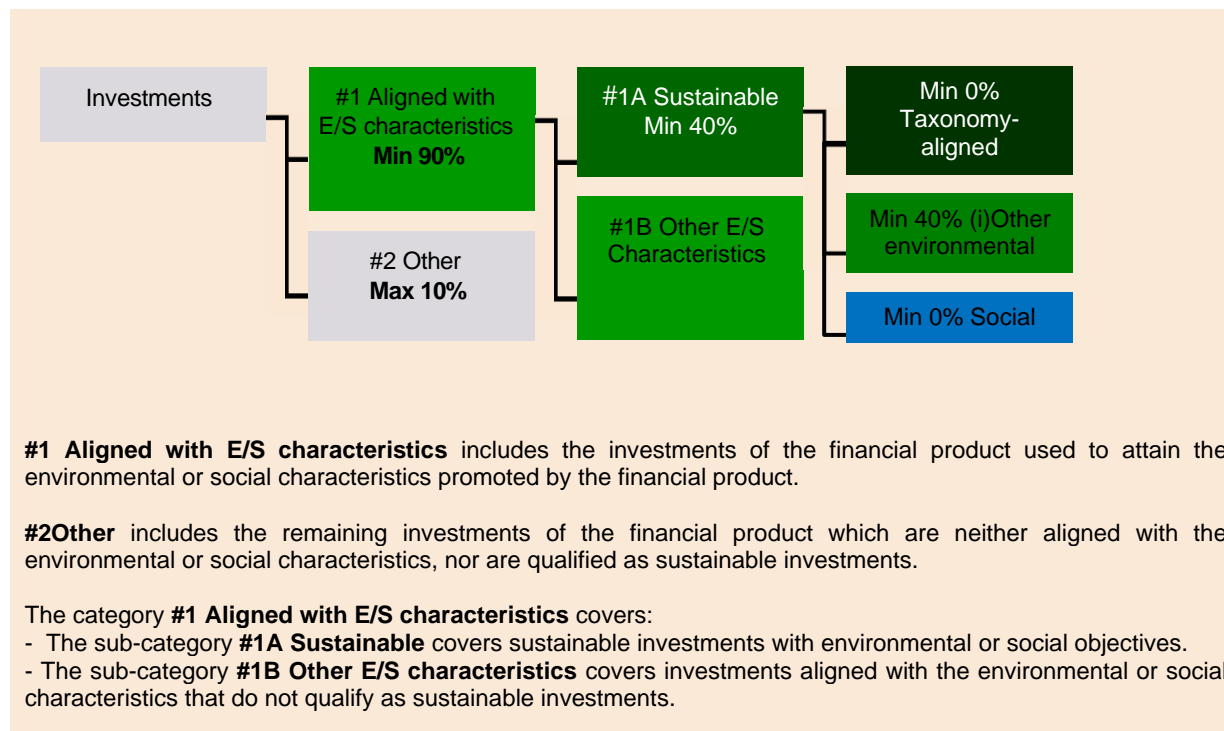 Investments
#1 Aligned with
E/S characteristics
Min 90%
#2 Other
Max 10%
#1A Sustainable
Min 40%
#1B Other E/S
Characteristics
Min 0%
Taxonomy-
aligned
Min 40% (i)Other
environmental
Min 0% Social
#1 Aligned with E/S characteristics includes the investments of the financial product used to attain the
environmental or social characteristics promoted by the financial product.
#2Other includes the remaining investments of the financial product which are neither aligned with the
environmental or social characteristics, nor are qualified as sustainable investments.
The category #1 Aligned with E/S characteristics covers:
- The sub-category #1A Sustainable covers sustainable investments with environmental or social objectives.
- The sub-category #1B Other E/S characteristics covers investments aligned with the environmental or social
characteristics that do not qualify as sustainable investments.